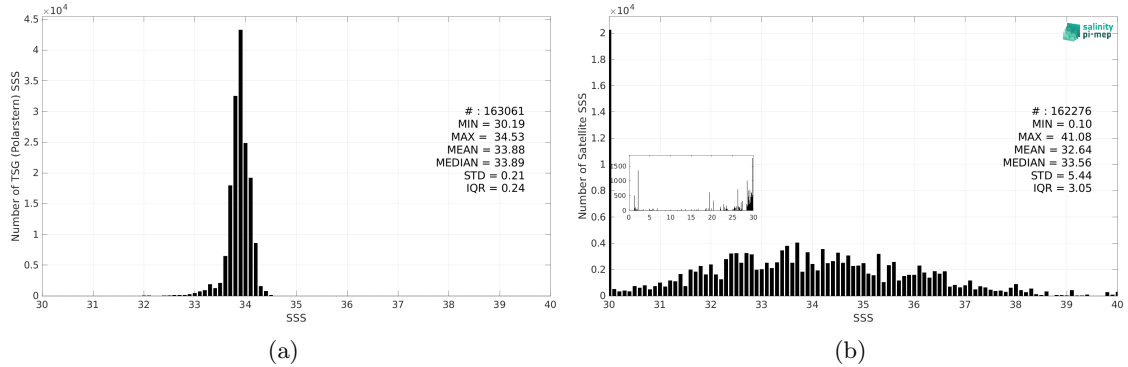 ×10^4
4.5
4
3.5
3
2.5
2
1.5
1
0.5
0
Number of TSG (Polarstern) SSS
# : 163061
MIN = 30.19
MAX = 34.53
MEAN = 33.88
MEDIAN = 33.89
STD = 0.21
IQR = 0.24
30 31 32 33 34 35 36 37 38 39 40
SSS
(a)
×10^4
2
1.8
1.6
1.4
1.2
1
0.8
0.6
0.4
0.2
0
Number of Satellite SSS
salinity
pi-mep
# : 162276
MIN = 0.10
MAX = 41.08
MEAN = 32.64
MEDIAN = 33.56
STD = 5.44
IQR = 3.05
1500
1000
500
0
0 5 10 15 20 25 30
30 31 32 33 34 35 36 37 38 39 40
SSS
(b)